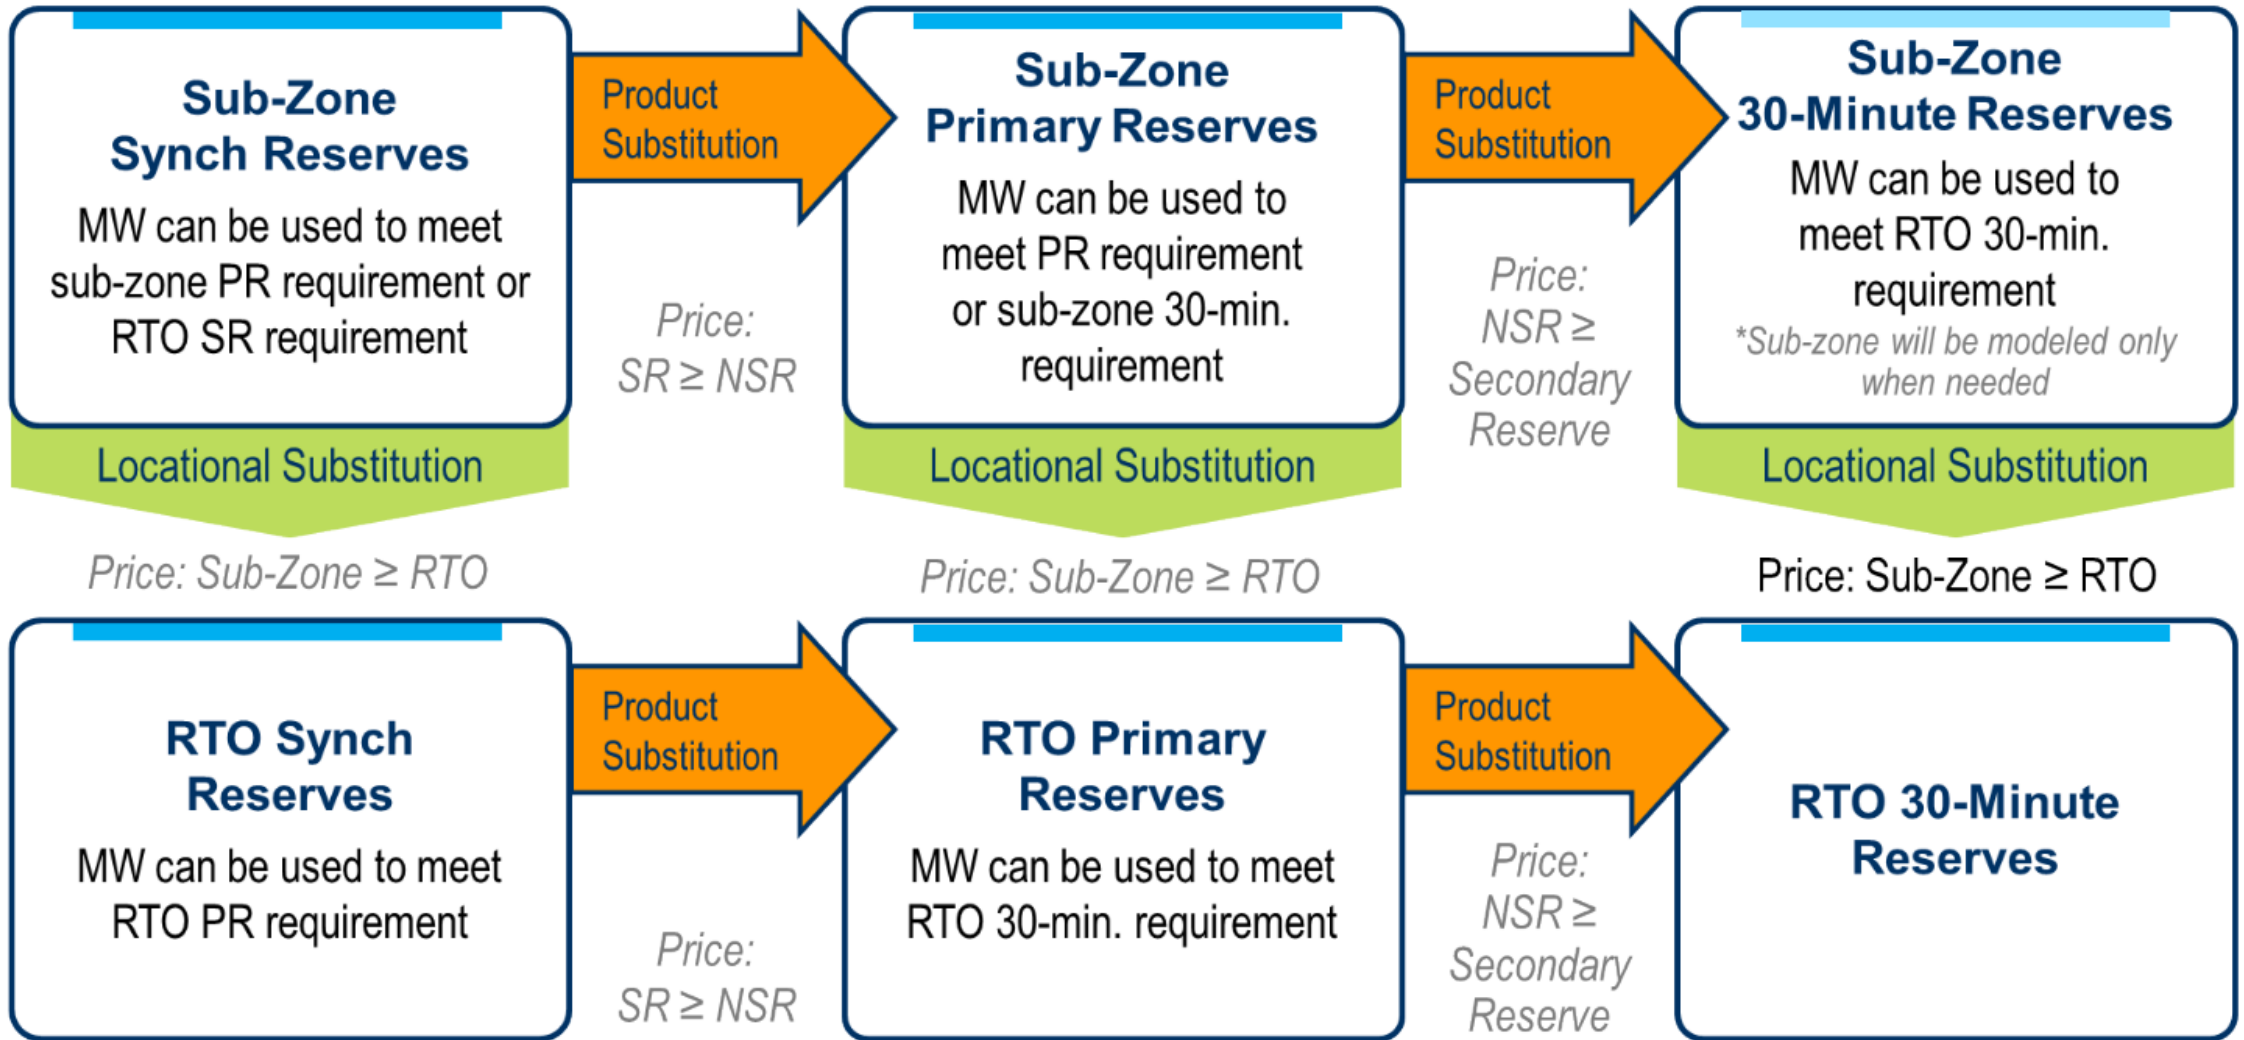 Sub-Zone
Synch Reserves
MW can be used to meet
sub-zone PR requirement or
RTO SR requirement
Product
Substitution
Price:
SR ≥ NSR
Sub-Zone
Primary Reserves
MW can be used to
meet PR requirement
or sub-zone 30-min.
requirement
Product
Substitution
Price:
NSR ≥
Secondary
Reserve
Sub-Zone
30-Minute Reserves
MW can be used to
meet RTO 30-min.
requirement
*Sub-zone will be modeled only
when needed
Locational Substitution
Locational Substitution
Locational Substitution
Price: Sub-Zone ≥ RTO
Price: Sub-Zone ≥ RTO
Price: Sub-Zone ≥ RTO
RTO Synch
Reserves
MW can be used to meet
RTO PR requirement
Product
Substitution
Price:
SR ≥ NSR
RTO Primary
Reserves
MW can be used to meet
RTO 30-min. requirement
Product
Substitution
Price:
NSR ≥
Secondary
Reserve
RTO 30-Minute
Reserves